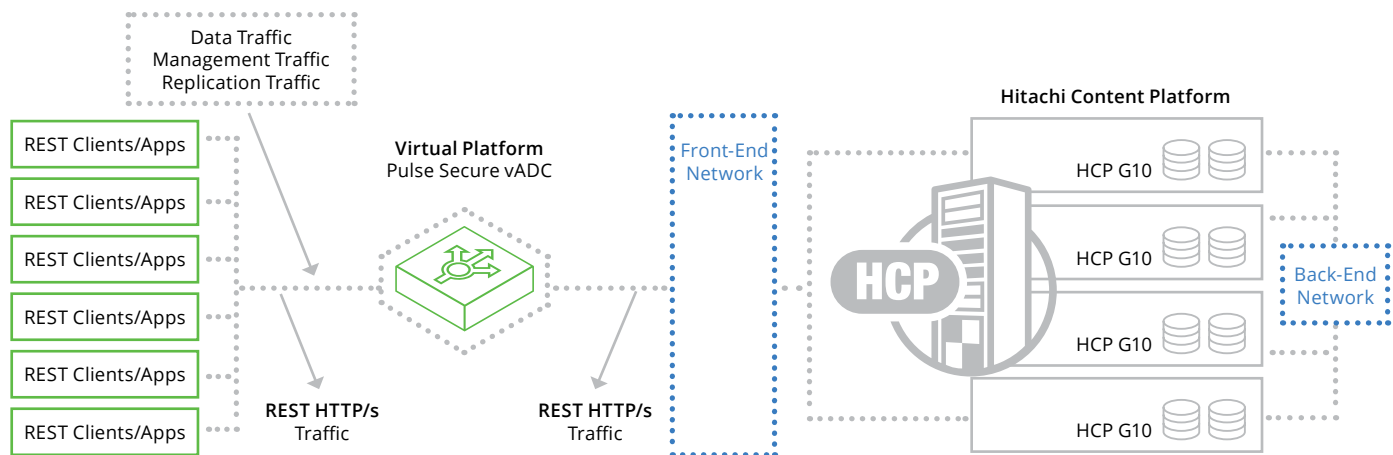 Data Traffic
Management Traffic
Replication Traffic
REST Clients/Apps
REST Clients/Apps
REST Clients/Apps
REST Clients/Apps
REST Clients/Apps
REST Clients/Apps
Virtual Platform
Pulse Secure vADC
REST HTTP/s
Traffic
REST HTTP/s
Traffic
Front-End
Network
Hitachi Content Platform
HCP
HCP G10
HCP G10
HCP G10
HCP G10
Back-End
Network